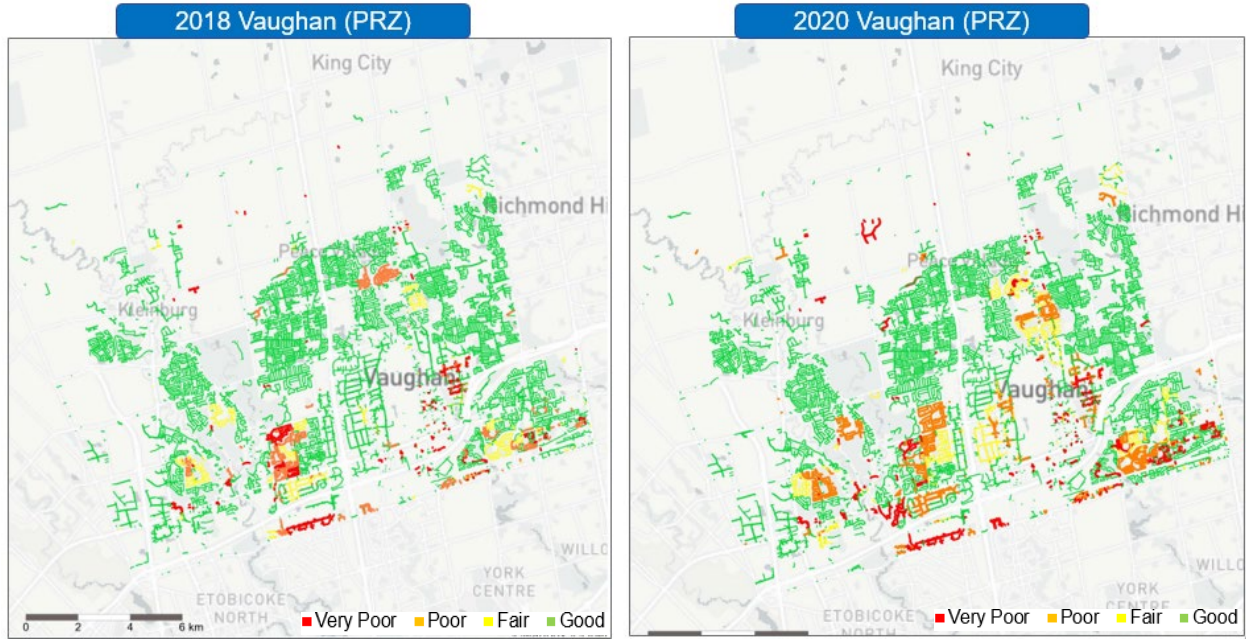 2018 Vaughan (PRZ)
King City
Richmond Hi
Kleinburg
Vaughan
WILLO
YORK
CENTRE
ETOBICOKE
NORTH
0 2 4 6 km
Very Poor Poor Fair Good
2020 Vaughan (PRZ)
King City
Richmond Hi
Kleinburg
Vaughan
WILLO
YORK
CENTRE
ETOBICOKE
NORTH
Very Poor Poor Fair Good